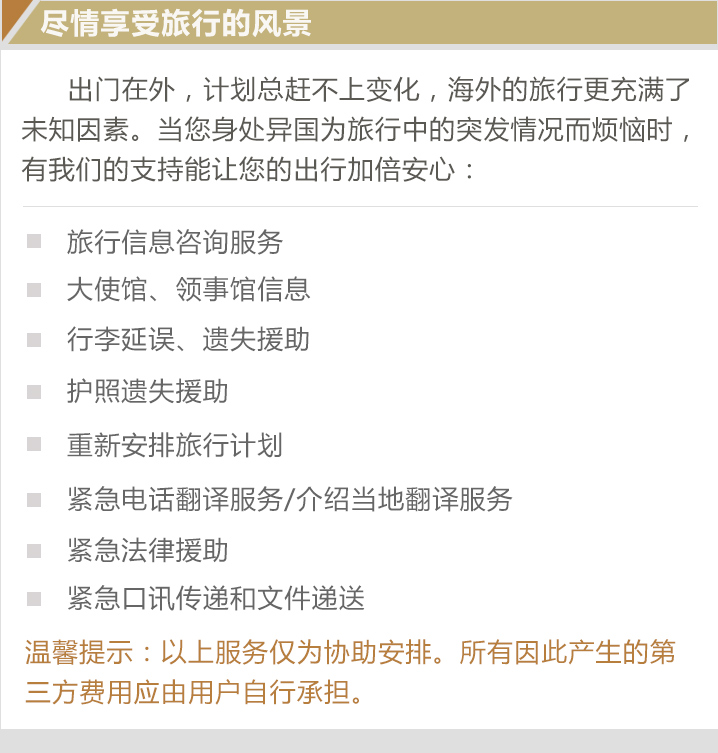 尽情享受旅行的风景
出门在外，计划总赶不上变化，海外的旅行更充满了
未知因素。当您身处异国为旅行中的突发情况而烦恼时，
有我们的支持能让您的出行加倍安心：
旅行信息咨询服务
大使馆、领事馆信息
行李延误、遗失援助
护照遗失援助
重新安排旅行计划
紧急电话翻译服务/介绍当地翻译服务
紧急法律援助
紧急口讯传递和文件递送
温馨提示：以上服务仅为协助安排。所有因此产生的第
三方费用应由用户自行承担。